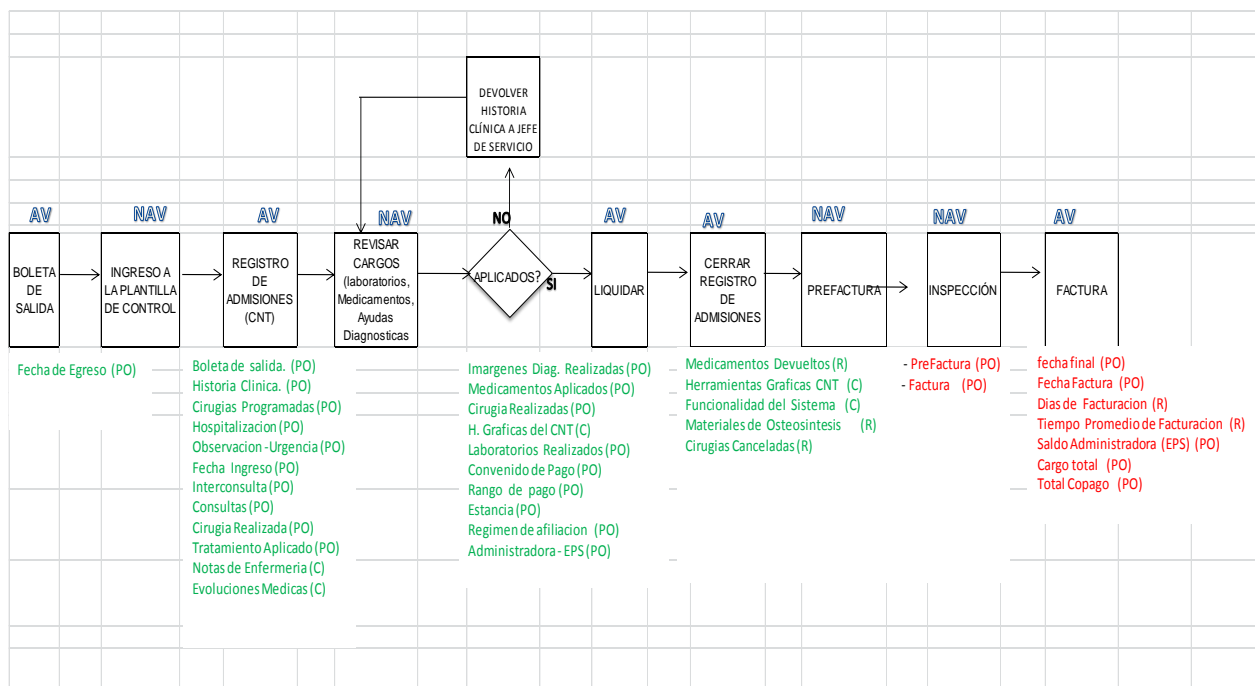 DEVOLVER
HISTORIA
CLÍNICA A JEFE
DE SERVICIO
AV
NAV
AV
NAV
NO
AV
AV
NAV
NAV
AV
BOLETA
DE
SALIDA
INGRESO A
LA PLANTILLA
DE CONTROL
REGISTRO
DE
ADMISIONES
(CNT)
REVISAR
CARGOS
(laboratorios,
Medicamentos,
Ayudas
Diagnosticas
APLICADOS?
SI
LIQUIDAR
CERRAR
REGISTRO
DE
ADMISIONES
PREFACTURA
INSPECCIÓN
FACTURA
Fecha de Egreso (PO)
Boleta de salida. (PO)
Historia Clinica. (PO)
Cirugias Programadas (PO)
Hospitalizacion (PO)
Observacion -Urgencia (PO)
Fecha Ingreso (PO)
Interconsulta (PO)
Consultas (PO)
Cirugia Realizada (PO)
Tratamiento Aplicado (PO)
Notas de Enfermeria (C)
Evoluciones Medicas (C)
Imargenes Diag. Realizadas (PO)
Medicamentos Aplicados (PO)
Cirugia Realizadas (PO)
H. Graficas del CNT (C)
Laboratorios Realizados (PO)
Convenido de Pago (PO)
Rango de pago (PO)
Estancia (PO)
Regimen de afiliacion (PO)
Administradora - EPS (PO)
Medicamentos Devueltos (R)
Herramientas Graficas CNT (C)
Funcionalidad del Sistema (C)
Materiales de Osteosintesis (R)
Cirugias Canceladas (R)
- PreFactura (PO)
- Factura (PO)
fecha final (PO)
Fecha Factura (PO)
Dias de Facturacion (R)
Tiempo Promedio de Facturacion (R)
Saldo Administradora (EPS) (PO)
Cargo total (PO)
Total Copago (PO)